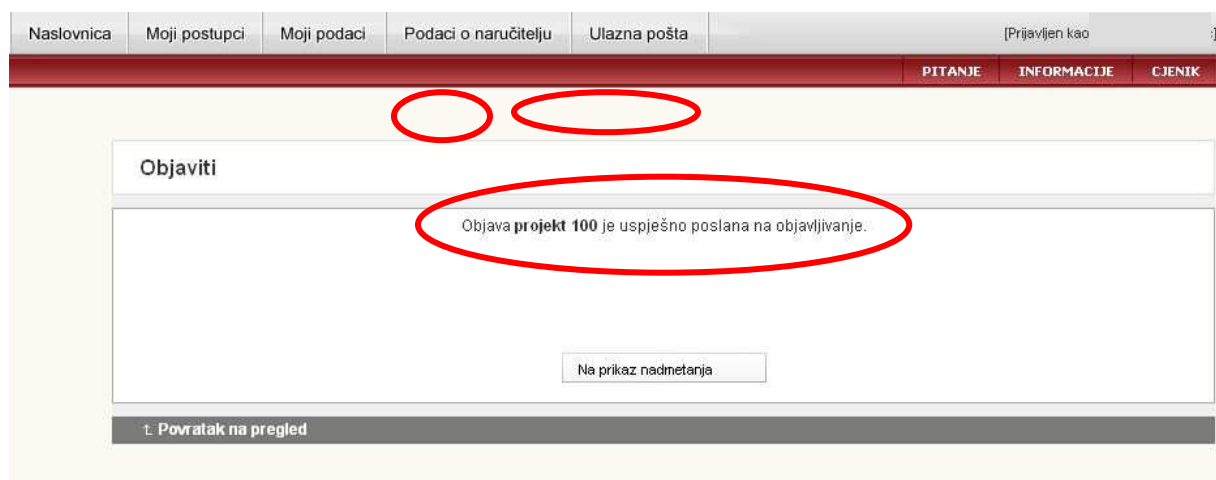 Naslovnica Moji postupci Moji podaci Podaci o naručitelju Ulazna pošta [Prijavljen kao :]
PITANJE INFORMACIJE CJENIK
Objaviti
Objava projekt 100 je uspješno poslana na objavljivanje.
Na prikaz nadmetanja
Povratak na pregled